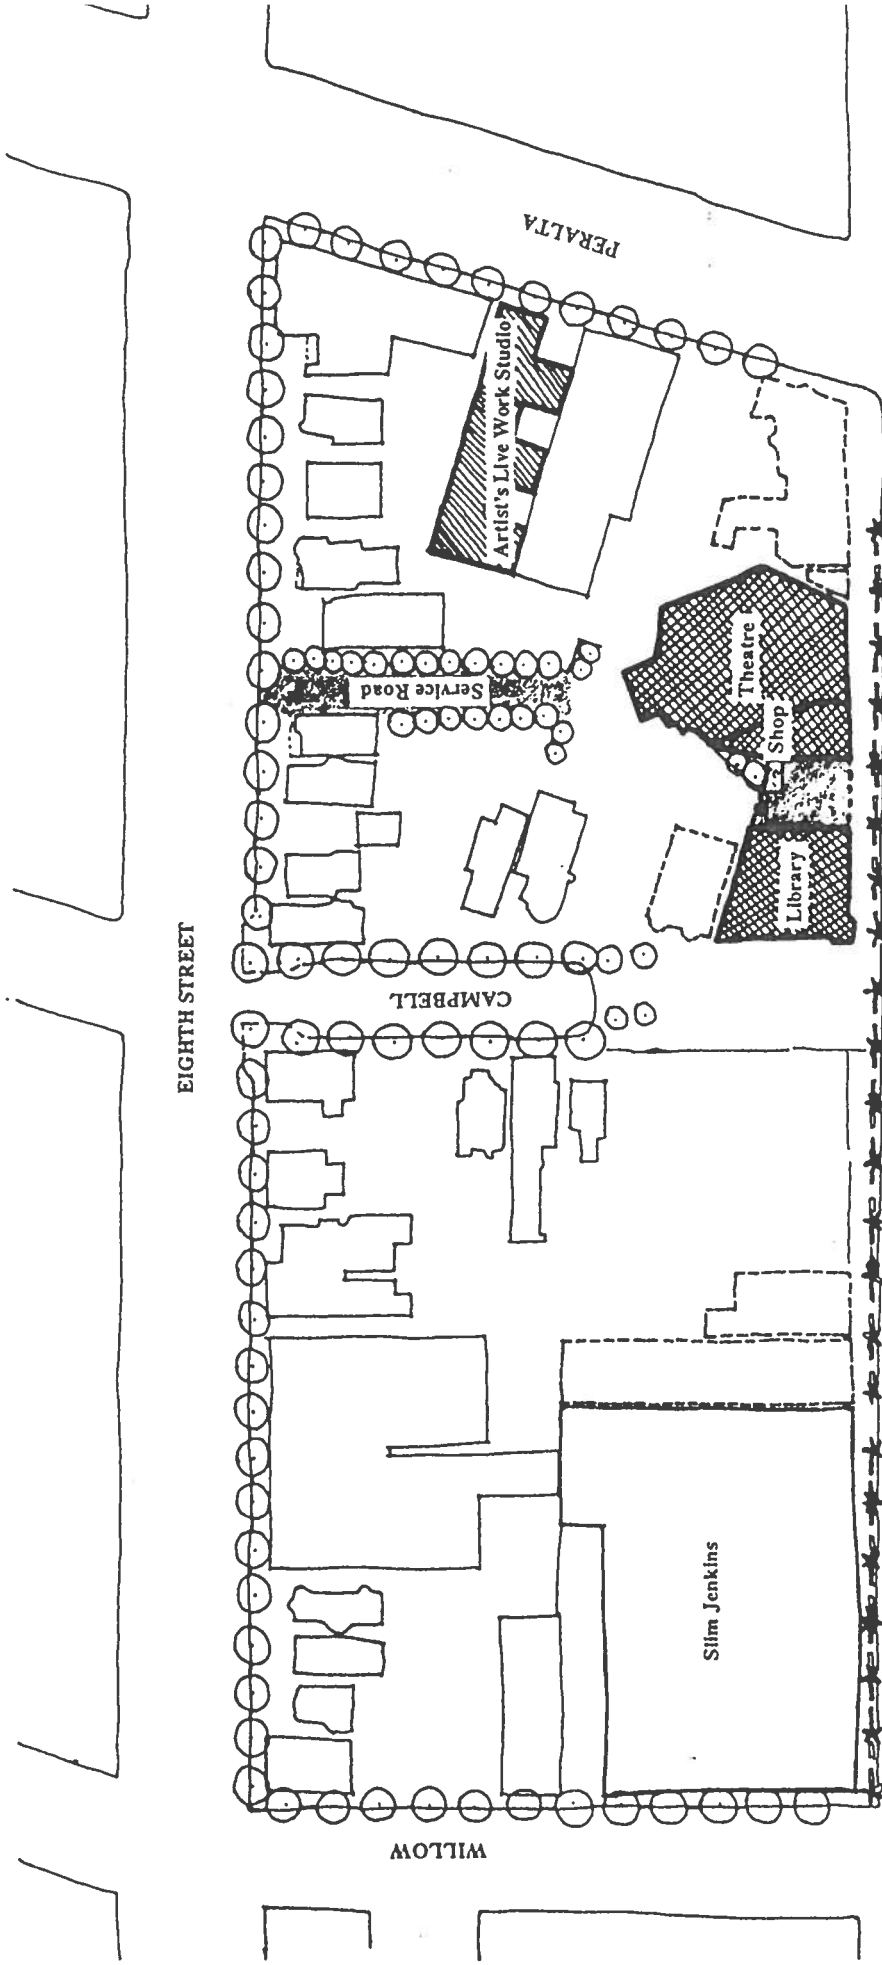 PERALTA
Artist's Live Work Studio
Service Road
Theatre
Shop
Library
EIGHTH STREET
CAMPBELL
Slim Jenkins
WILLOW